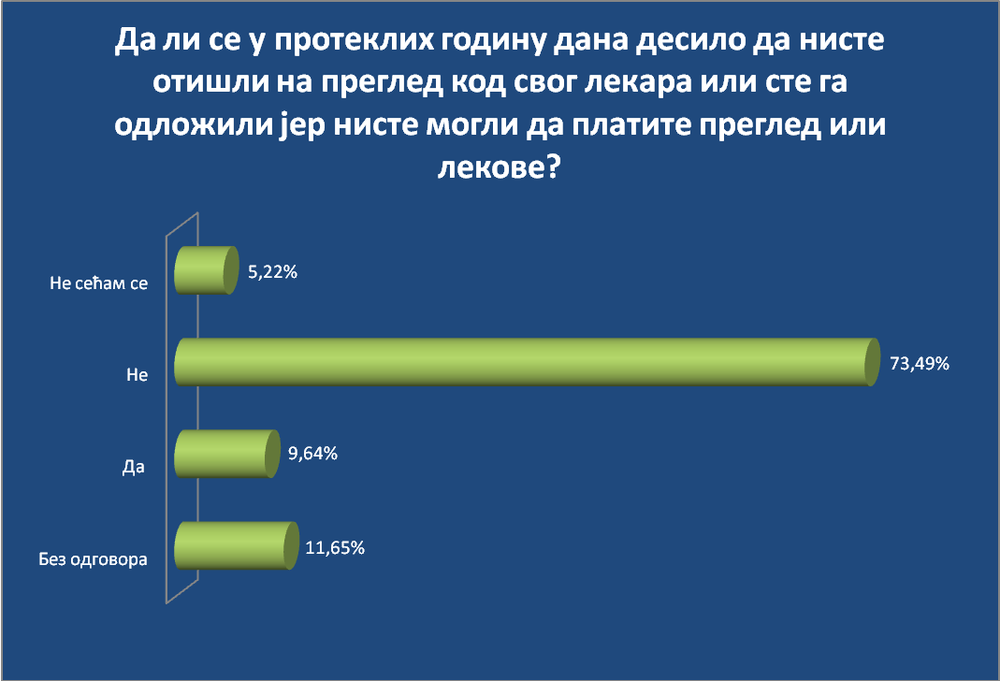 Да ли се у протеклих годину дана десило да нисте
отишли на преглед код свог лекара или сте га
одложили јер нисте могли да платите преглед или
лекове?
Не сећам се
5,22%
Не
73,49%
Да
9,64%
Без одговора
11,65%